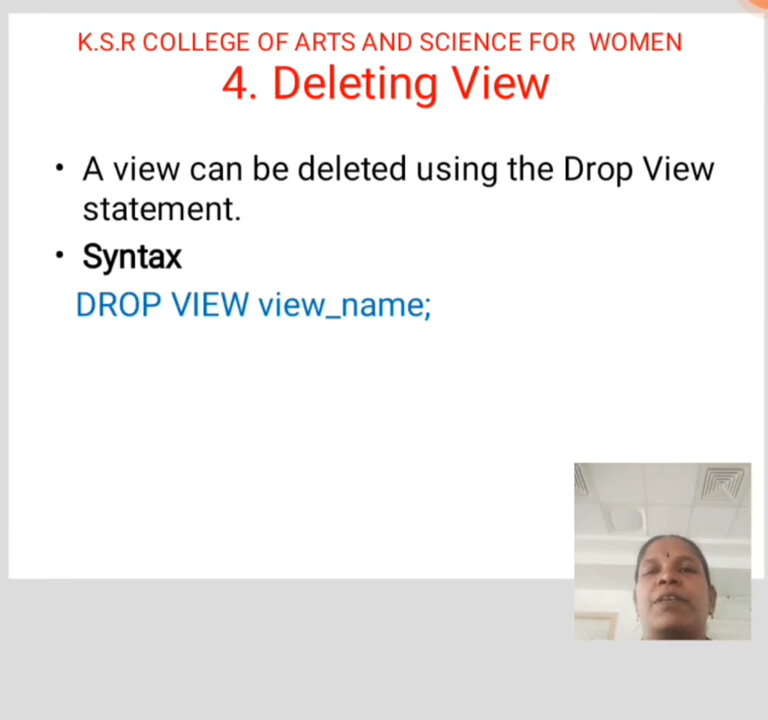 K.S.R COLLEGE OF ARTS AND SCIENCE FOR WOMEN
4. Deleting View
• A view can be deleted using the Drop View
statement.
• Syntax
DROP VIEW view_name;